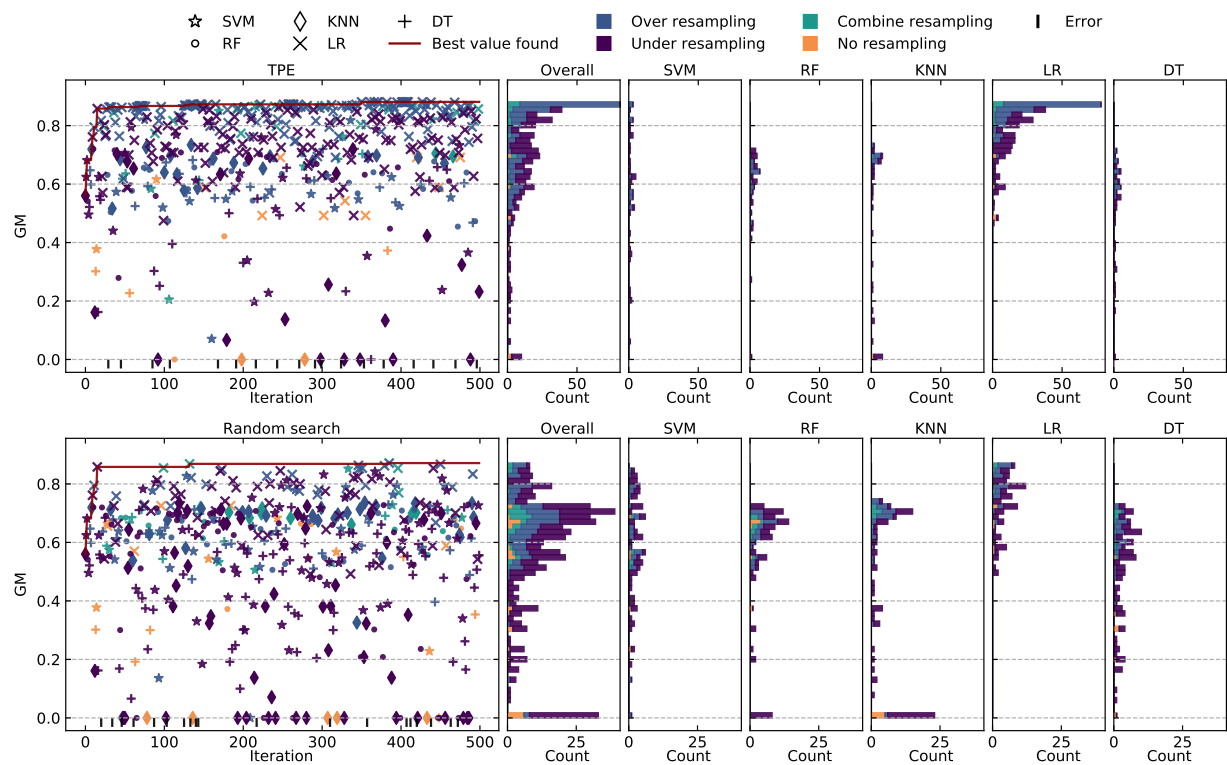 SVM KNN DT Over resampling Combine resampling Error
RF LR Best value found Under resampling No resampling
TPE Overall SVM RF KNN LR DT
GM
0.8
0.6
0.4
0.2
0.0
0 100 200 300 400 500 0 50 0 50 0 50 0 50 0 50 0 50
Iteration Count Count Count Count Count Count
Random search Overall SVM RF KNN LR DT
GM
0.8
0.6
0.4
0.2
0.0
0 100 200 300 400 500 0 25 0 25 0 25 0 25 0 25 0 25
Iteration Count Count Count Count Count Count